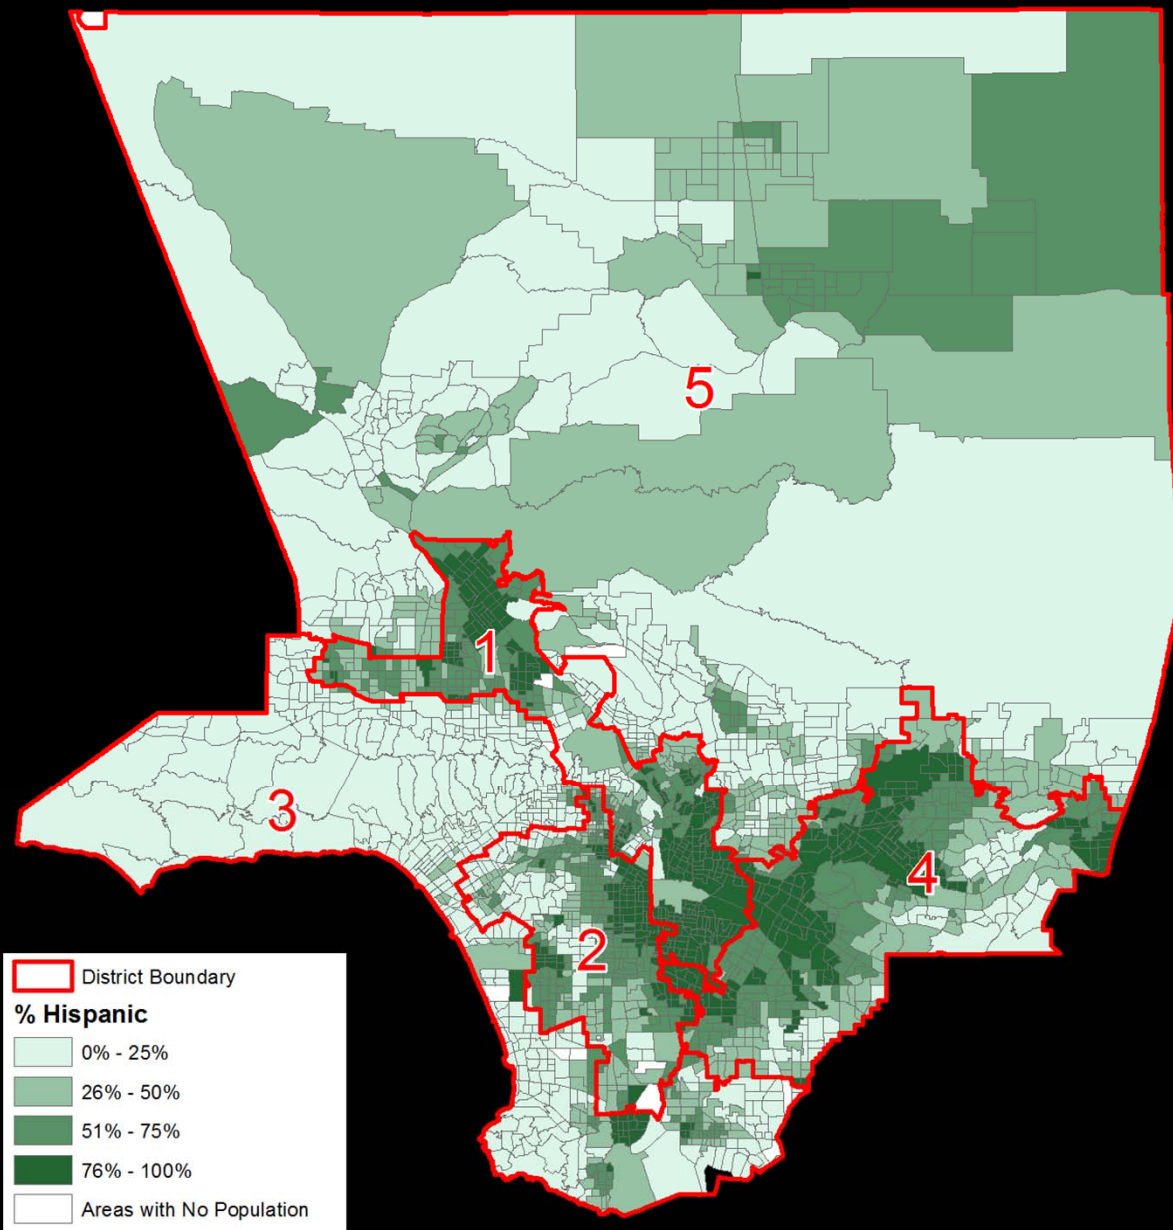 5
1
3
4
2
District Boundary
% Hispanic
0% - 25%
26% - 50%
51% - 75%
76% - 100%
Areas with No Population